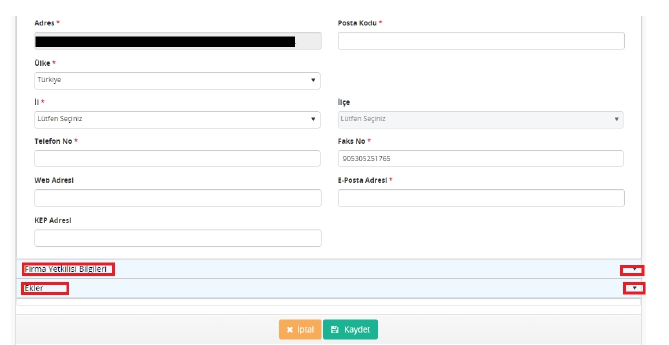 Adres *
Posta Kodu *
Ülke *
Türkiye
İl *
İlçe
Lütfen Seçiniz
Lütfen Seçiniz
Telefon No *
Faks No *
905305251765
Web Adresi
E-Posta Adresi *
KEP Adresi
Firma Yetkilisi Bilgileri
Ekler
İptal
Kaydet